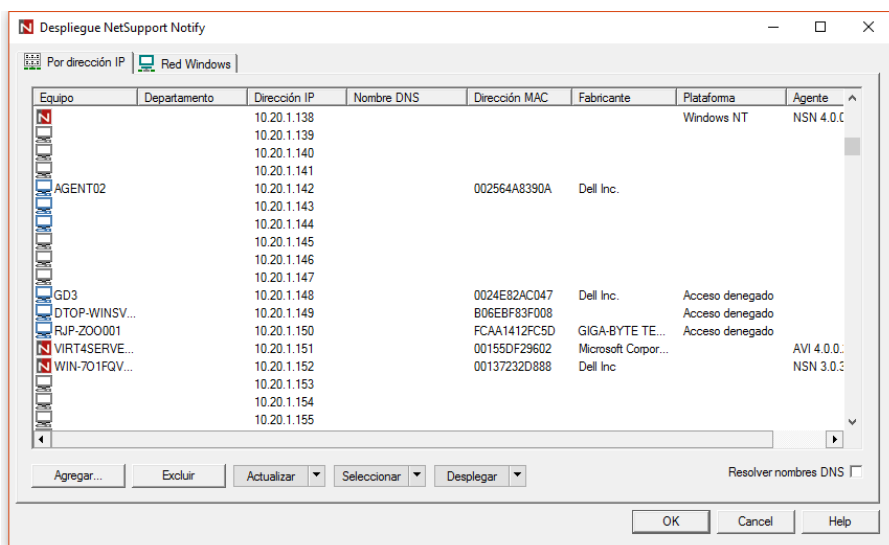 Despliegue NetSupport Notify
Por dirección IP Red Windows
Equipo Departamento Dirección IP Nombre DNS Dirección MAC Fabricante Plataforma Agente
10.20.1.138 Windows NT NSN 4.0.0
10.20.1.139
10.20.1.140
10.20.1.141
AGENT02 10.20.1.142 002564A8390A Dell Inc.
10.20.1.143
10.20.1.144
10.20.1.145
10.20.1.146
10.20.1.147
GD3 10.20.1.148 0024E82AC047 Dell Inc. Acceso denegado
DTOP-WINSV... 10.20.1.149 B06EBF83F008 Acceso denegado
RJP-ZOO001 10.20.1.150 FCAA1412FC5D GIGA-BYTE TE... Acceso denegado
VIRT4SERVE... 10.20.1.151 00155DF29602 Microsoft Corpor... AVI 4.0.0.
WIN-7O1FQV... 10.20.1.152 00137232D888 Dell Inc NSN 3.0.3
10.20.1.153
10.20.1.154
10.20.1.155
Agregar... Excluir Actualizar Seleccionar Desplegar Resolver nombres DNS
OK Cancel Help